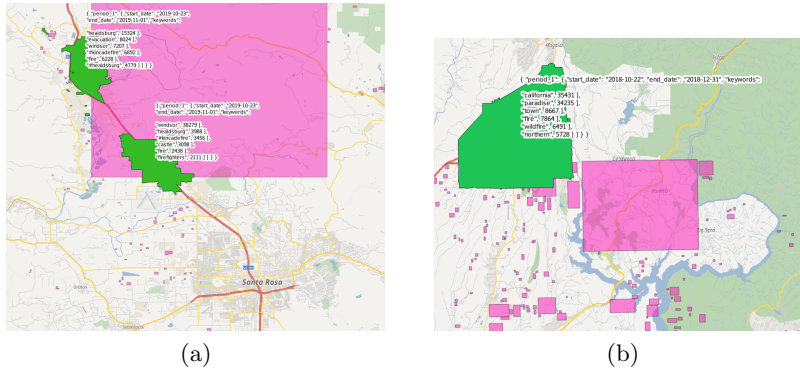 { "period_1": { ,"start_date": "2019-10-23",
"end_date": "2019-11-01", "keywords":
"healdsburg", 15324 ],
"evacuation", 8024 ],
"windsor", 7207 ],
"#kincadefire", 6892 ],
"fire", 6228 ],
"#healdsburg", 4779 ] ] } }
{ "period_1": { ,"start_date": "2019-10-23",
"end_date": "2019-11-01", "keywords":
"windsor", 38279 ],
"healdsburg", 3988 ],
"#kincadefire", 3456 ],
"castle", 3098 ],
"fire", 2438 ],
"firefighters", 2111 ] ] } }
Santa Rosa
{ "period_1": { ,"start_date": "2018-10-22", "end_date": "2018-12-31", "keywords":
"california", 35431 ],
"paradise", 34235 ],
"town", 8667 ],
"fire", 7864 ],
"wildfire", 6491 ],
"northern", 5728 ] ] } }
(a)
(b)